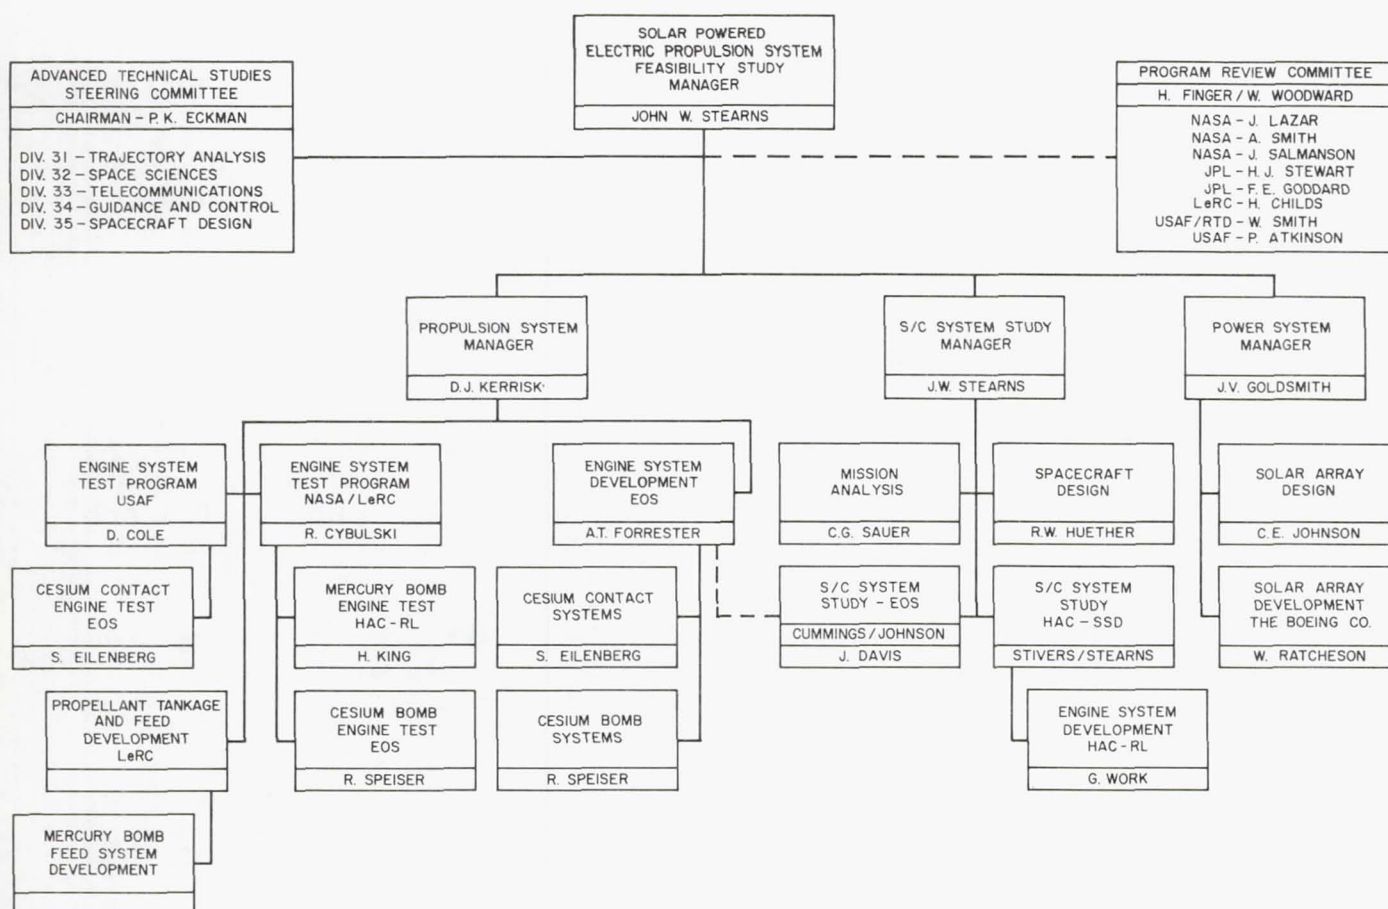 SOLAR POWERED
ELECTRIC PROPULSION SYSTEM
FEASIBILITY STUDY
MANAGER
JOHN W. STEARNS
ADVANCED TECHNICAL STUDIES
STEERING COMMITTEE
CHAIRMAN – P. K. ECKMAN
DIV. 31 – TRAJECTORY ANALYSIS
DIV. 32 – SPACE SCIENCES
DIV. 33 – TELECOMMUNICATIONS
DIV. 34 – GUIDANCE AND CONTROL
DIV. 35 – SPACECRAFT DESIGN
PROGRAM REVIEW COMMITTEE
H. FINGER / W. WOODWARD
NASA – J. LAZAR
NASA – A. SMITH
NASA – J. SALMANSON
JPL – H. J. STEWART
JPL – F. E. GODDARD
LeRC – H. CHILDS
USAF/RTD – W. SMITH
USAF – P. ATKINSON
PROPULSION SYSTEM
MANAGER
D. J. KERRISK
S/C SYSTEM STUDY
MANAGER
J.W. STEARNS
POWER SYSTEM
MANAGER
J.V. GOLDSMITH
ENGINE SYSTEM
TEST PROGRAM
USAF
D. COLE
ENGINE SYSTEM
TEST PROGRAM
NASA / LeRC
R. CYBULSKI
ENGINE SYSTEM
DEVELOPMENT
EOS
A.T. FORRESTER
MISSION
ANALYSIS
C.G. SAUER
SPACECRAFT
DESIGN
R.W. HUETHER
SOLAR ARRAY
DESIGN
C. E. JOHNSON
CESIUM CONTACT
ENGINE TEST
EOS
S. EILENBERG
MERCURY BOMB
ENGINE TEST
HAC-RL
H. KING
CESIUM CONTACT
SYSTEMS
S. EILENBERG
S/C SYSTEM
STUDY – EOS
CUMMINGS/JOHNSON
J. DAVIS
S/C SYSTEM
STUDY
HAC–SSD
STIVERS/STEARNS
SOLAR ARRAY
DEVELOPMENT
THE BOEING CO.
W. RATCHESON
PROPELLANT TANKAGE
AND FEED
DEVELOPMENT
LeRC
CESIUM BOMB
ENGINE TEST
EOS
R. SPEISER
CESIUM BOMB
SYSTEMS
R. SPEISER
ENGINE SYSTEM
DEVELOPMENT
HAC – RL
G. WORK
MERCURY BOMB
FEED SYSTEM
DEVELOPMENT